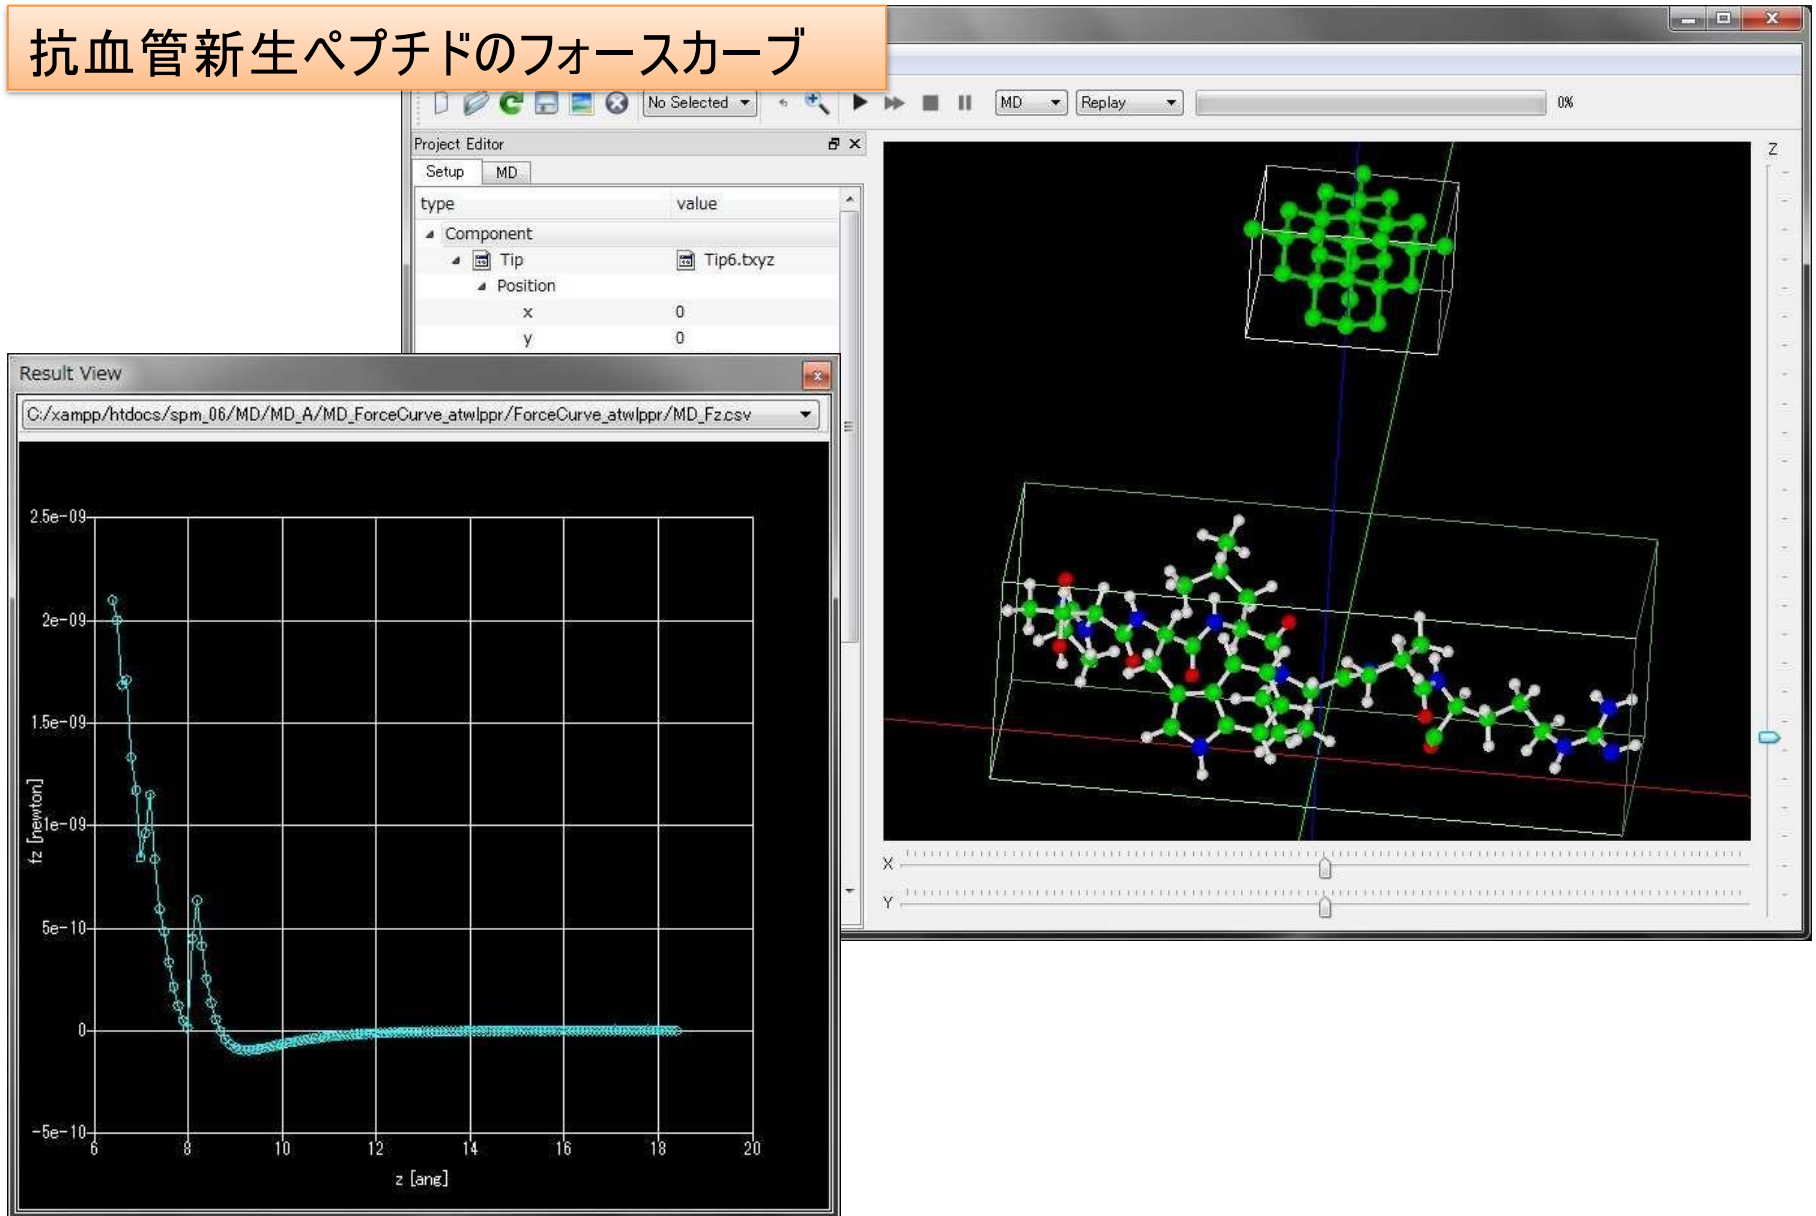 抗血管新生ペプチドのフォースカーブ
No Selected
MD
Replay
0%
Project Editor
Setup
MD
type value
Component
Tip Tip6.txyz
Position
x 0
y 0
Z
X
Y
Result View
C:/xampp/htdocs/spm_06/MD/MD_A/MD_ForceCurve_atwlppr/ForceCurve_atwlppr/MD_Fz.csv
2.5e-09
2e-09
1.5e-09
1e-09
5e-10
0
-5e-10
fz [newton]
6 8 10 12 14 16 18 20
z [ang]